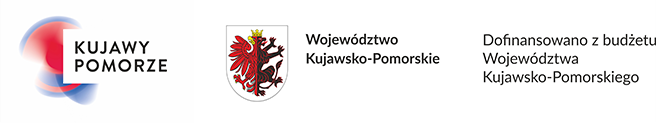 KUJAWY
POMORZE
Województwo
Kujawsko-Pomorskie
Dofinansowano z budżetu
Województwa
Kujawsko-Pomorskiego